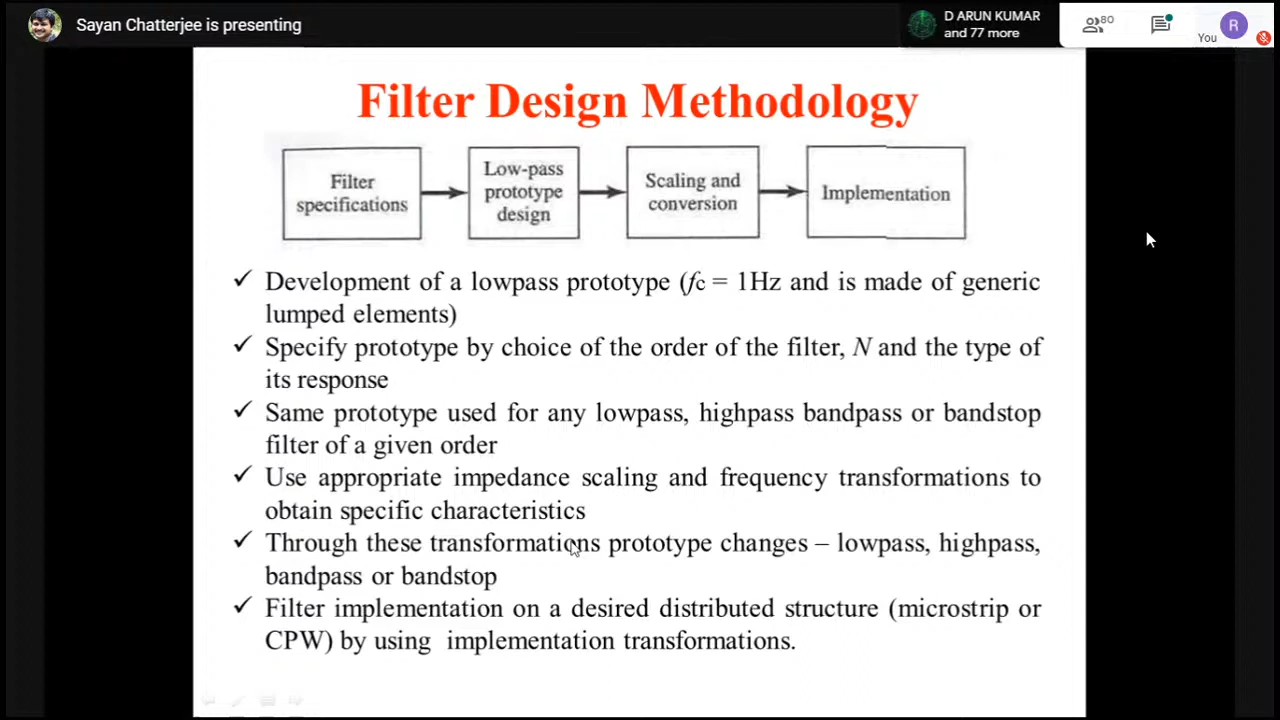 Sayan Chatterjee is presenting
D ARUN KUMAR
and 77 more
80
You
R
Filter Design Methodology
Filter
specifications
Low-pass
prototype
design
Scaling and
conversion
Implementation
✓ Development of a lowpass prototype (fc = 1Hz and is made of generic
lumped elements)
✓ Specify prototype by choice of the order of the filter, N and the type of
its response
✓ Same prototype used for any lowpass, highpass bandpass or bandstop
filter of a given order
✓ Use appropriate impedance scaling and frequency transformations to
obtain specific characteristics
✓ Through these transformations prototype changes – lowpass, highpass,
bandpass or bandstop
✓ Filter implementation on a desired distributed structure (microstrip or
CPW) by using implementation transformations.